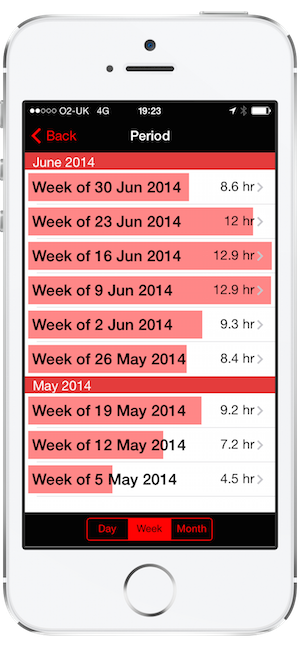 O2-UK 4G 19:23
Back Period
June 2014
Week of 30 Jun 2014 8.6 hr
Week of 23 Jun 2014 12 hr
Week of 16 Jun 2014 12.9 hr
Week of 9 Jun 2014 12.9 hr
Week of 2 Jun 2014 9.3 hr
Week of 26 May 2014 8.4 hr
May 2014
Week of 19 May 2014 9.2 hr
Week of 12 May 2014 7.2 hr
Week of 5 May 2014 4.5 hr
Day Week Month